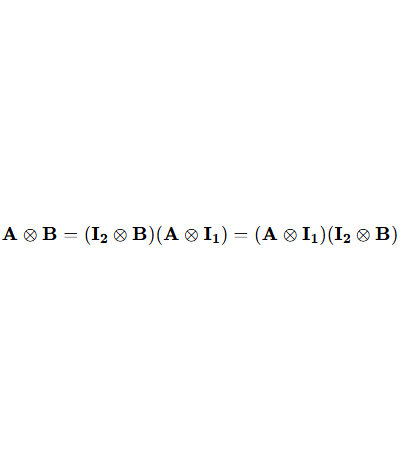 A ⊗ B = (I₂ ⊗ B)(A ⊗ I₁) = (A ⊗ I₁)(I₂ ⊗ B)